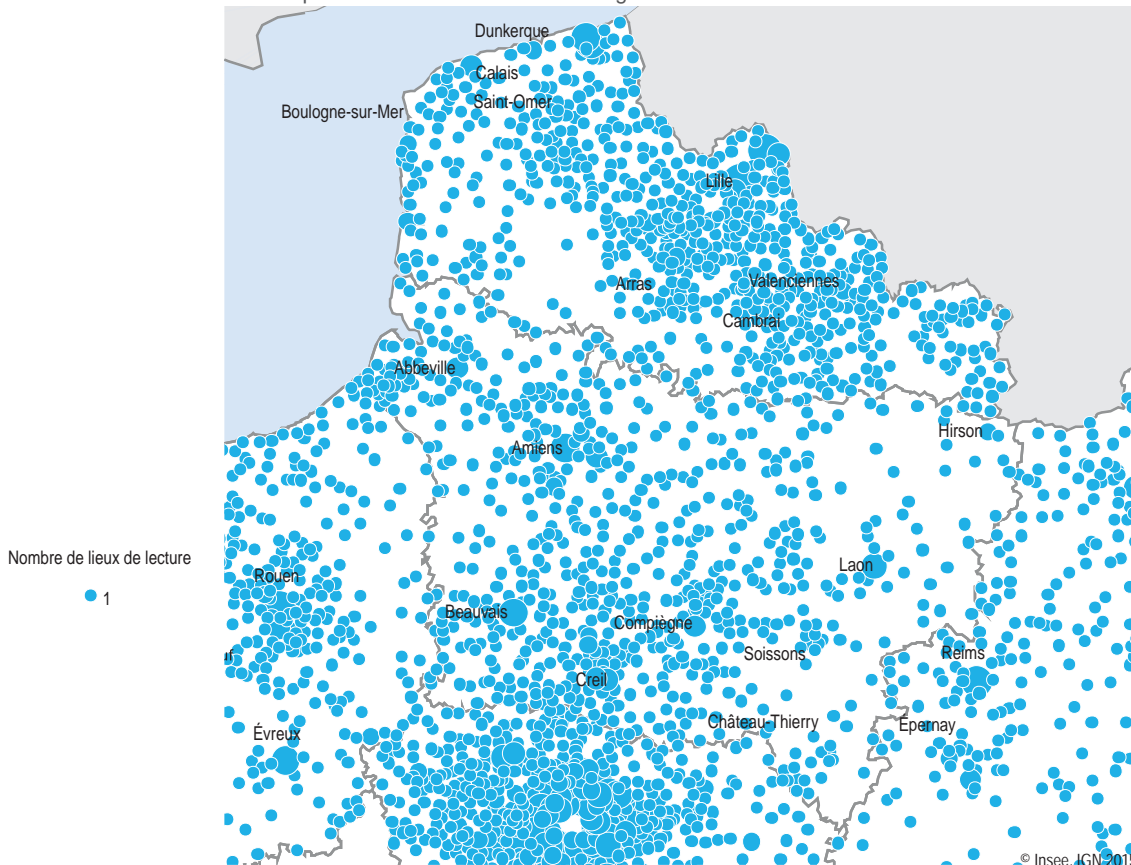 Dunkerque
Calais
Saint-Omer
Boulogne-sur-Mer
Lille
Arras
Valenciennes
Cambrai
Abbeville
Hirson
Amiens
Nombre de lieux de lecture
1
Rouen
Laon
Beauvais
Compiègne
Soissons
Reims
Creil
Château-Thierry
Épernay
Évreux
© Insee, IGN 201